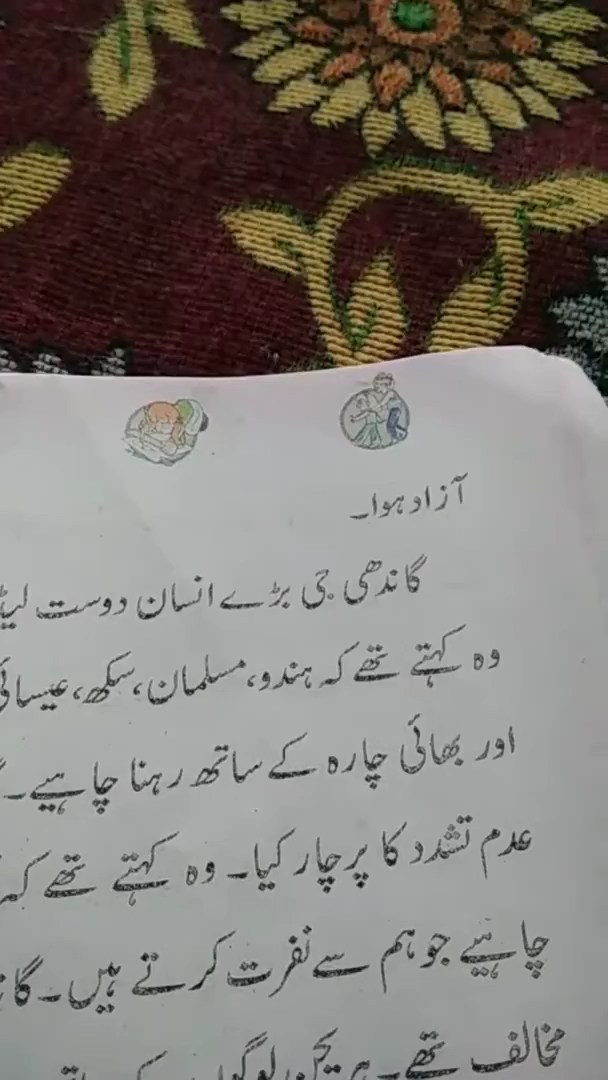 آزاد ہوا۔
گاندھی جی بڑے انسان دوست
وہ کہتے تھے کہ ہندو، مسلمان، سکھ، عیسائی
اور بھائی چارہ کے ساتھ رہنا چاہیے۔
عدم تشدد کا پرچار کیا۔ وہ کہتے تھے کہ
چاہیے جو ہم سے نفرت کرتے ہیں۔
مخالف تھے۔